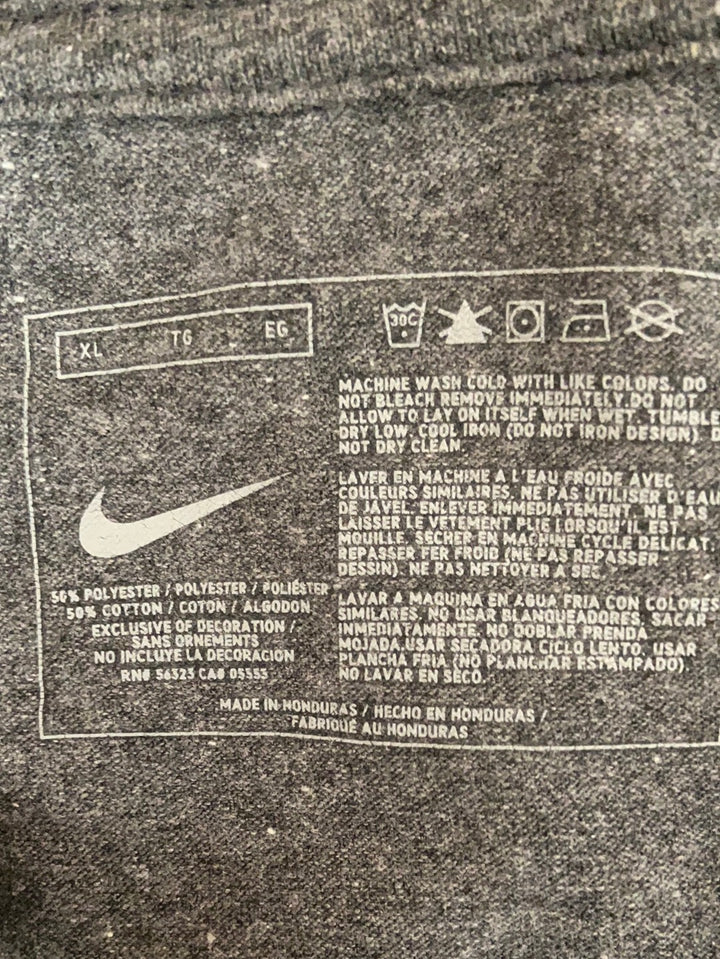 XL TG EG
30C
MACHINE WASH COLD WITH LIKE COLORS. DO
NOT BLEACH REMOVE IMMEDIATELY.DO NOT
ALLOW TO LAY ON ITSELF WHEN WET. TUMBLE
DRY LOW. COOL IRON (DO NOT IRON DESIGN)
NOT DRY CLEAN.
LAVER EN MACHINE A L'EAU FROIDE AVEC
COULEURS SIMILAIRES. NE PAS UTILISER D'EAU
DE JAVEL. ENLEVER IMMEDIATEMENT. NE PAS
LAISSER LE VETEMENT PLIE LORSQU'IL EST
MOUILLE. SECHER EN MACHINE CYCLE DELICAT.
REPASSER FER FROID (NE PAS REPASSER
DESSIN). NE PAS NETTOYER A SEC.
LAVAR A MAQUINA EN AGUA FRIA CON COLORES
SIMILARES. NO USAR BLANQUEADORES. SACAR
INMEDIATAMENTE. NO DOBLAR PRENDA
MOJADA.USAR SECADORA CICLO LENTO. USAR
PLANCHA FRIA (NO PLANCHAR ESTAMPADO).
NO LAVAR EN SECO.
50% POLYESTER / POLYESTER / POLIÉSTER
50% COTTON / COTON / ALGODON
EXCLUSIVE OF DECORATION /
SANS ORNEMENTS
NO INCLUYE LA DECORACION
RN# 56323 CA# 05553
MADE IN HONDURAS / HECHO EN HONDURAS /
FABRIQUÉ AU HONDURAS